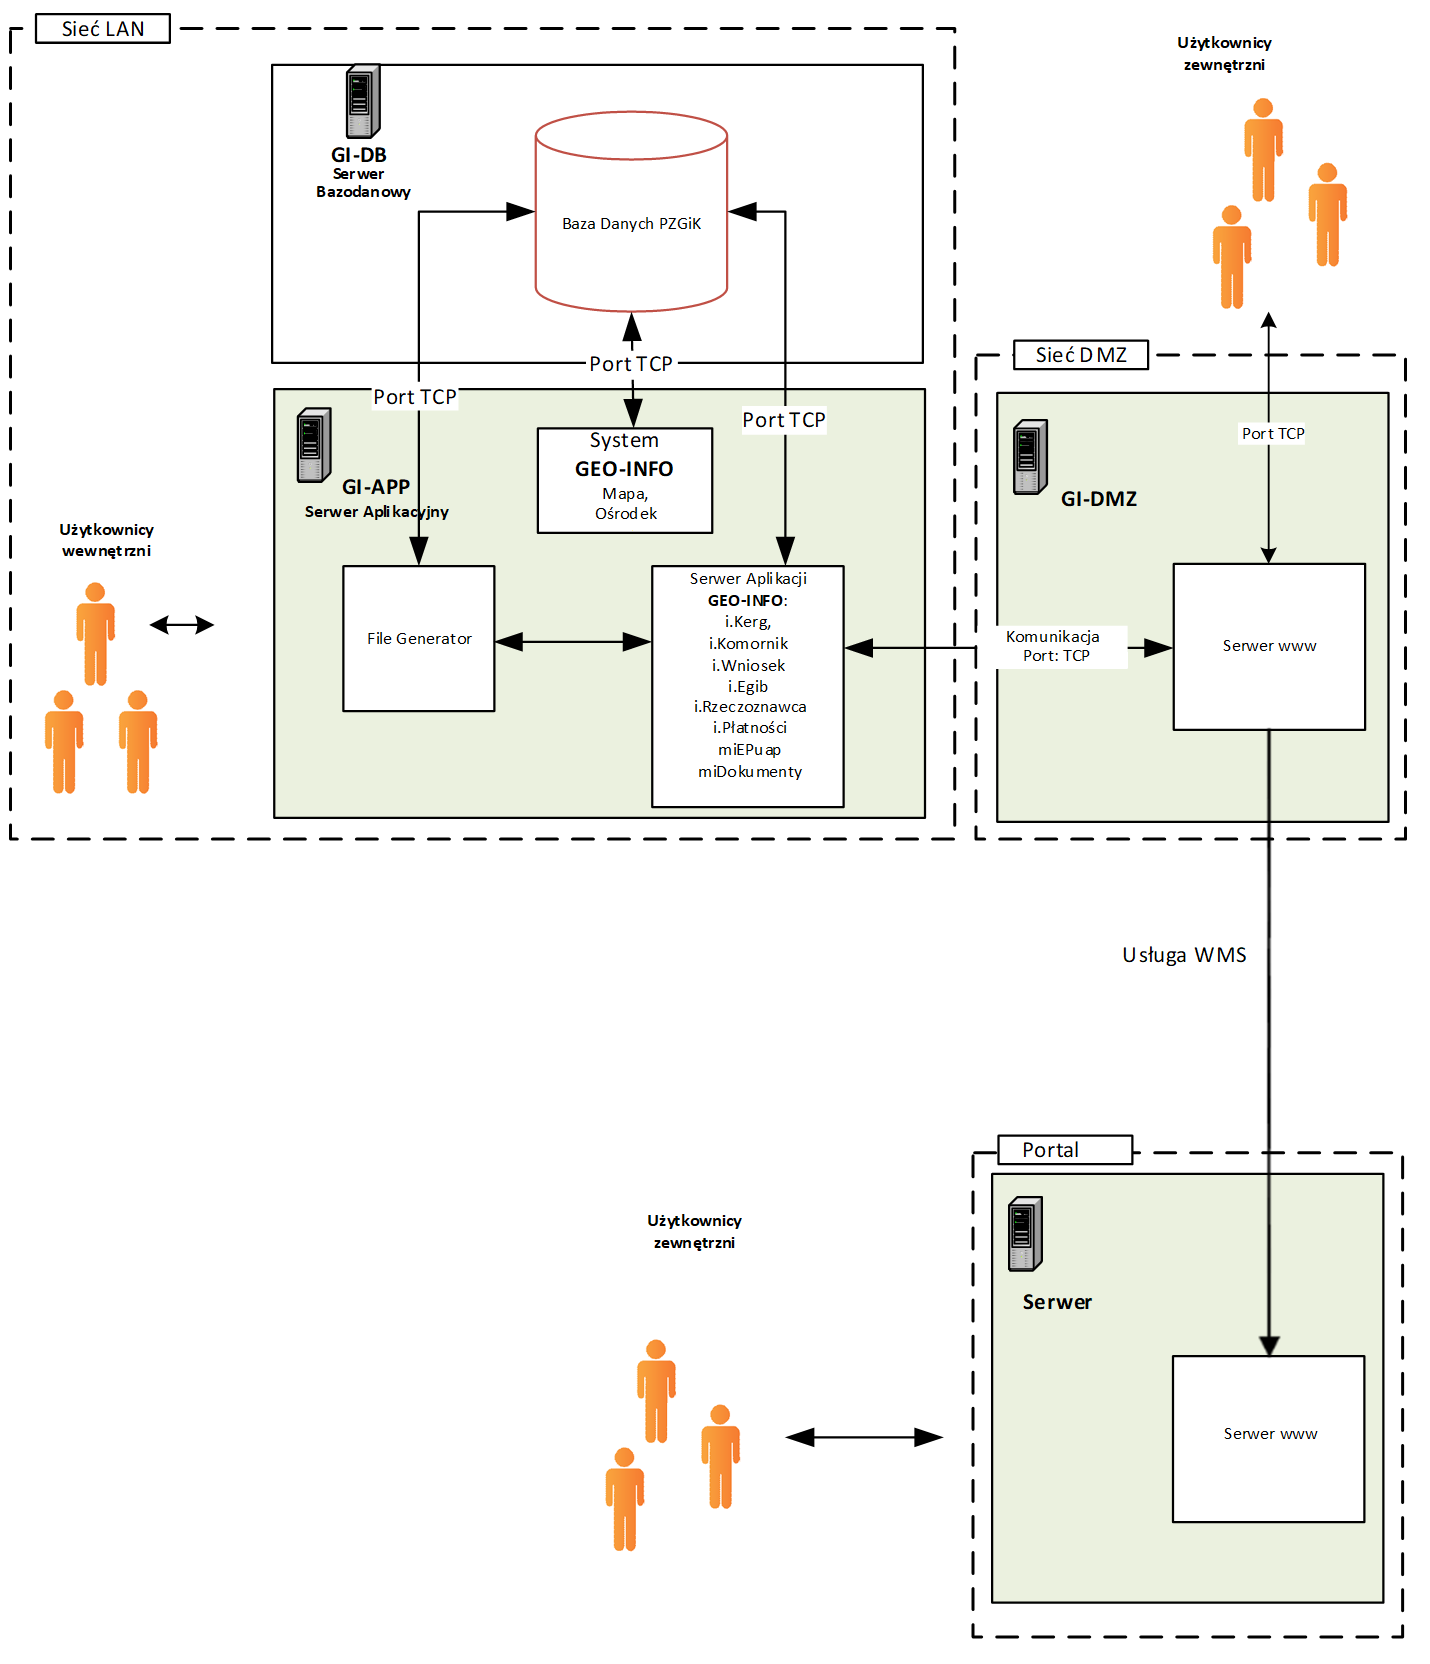 Sieć LAN
GI-DB
Serwer
Bazodanowy
Baza Danych PZGiK
Port TCP
Port TCP
Port TCP
GI-APP
Serwer Aplikacyjny
System
GEO-INFO
Mapa,
Ośrodek
Użytkownicy
wewnętrzni
File Generator
Serwer Aplikacji
GEO-INFO:
i.Kerg,
i.Komornik
i.Wniosek
i.Egib
i.Rzeczoznawca
i.Płatności
miEPuap
miDokumenty
Użytkownicy
zewnętrzni
Sieć DMZ
Port TCP
GI-DMZ
Komunikacja
Port: TCP
Serwer www
Usługa WMS
Portal
Serwer
Serwer www
Użytkownicy
zewnętrzni